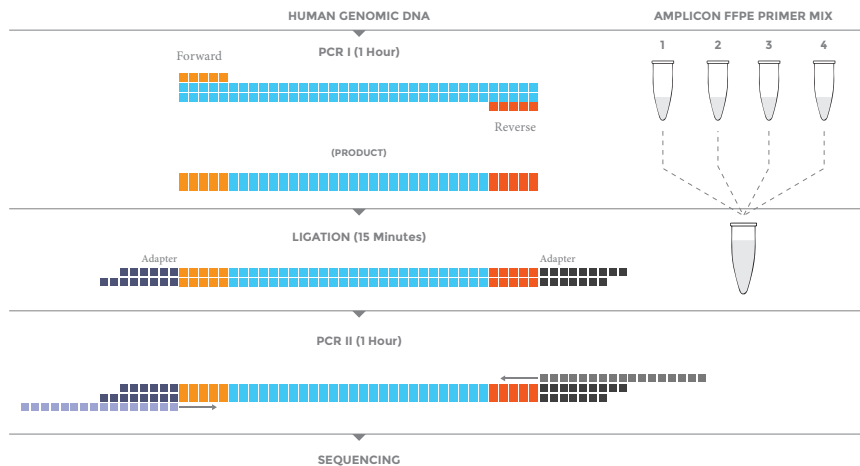 HUMAN GENOMIC DNA
AMPLICON FFPE PRIMER MIX
PCR I (1 Hour)
1 2 3 4
Forward
Reverse
(PRODUCT)
LIGATION (15 Minutes)
Adapter
Adapter
PCR II (1 Hour)
SEQUENCING